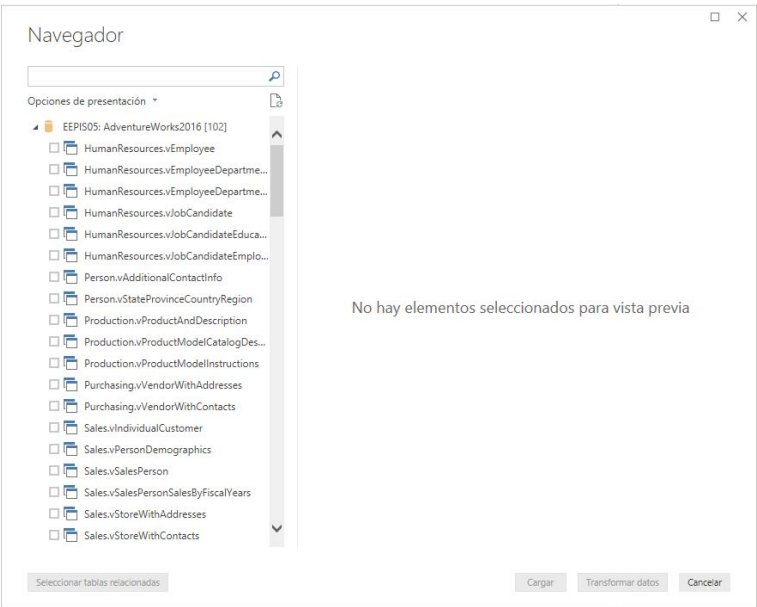 Navegador
Opciones de presentación
EEPIS05: AdventureWorks2016 [102]
HumanResources.vEmployee
HumanResources.vEmployeeDepartme...
HumanResources.vEmployeeDepartme...
HumanResources.vJobCandidate
HumanResources.vJobCandidateEduca...
HumanResources.vJobCandidateEmplo...
Person.vAdditionalContactInfo
Person.vStateProvinceCountryRegion
Production.vProductAndDescription
Production.vProductModelCatalogDes...
Production.vProductModelInstructions
Purchasing.vVendorWithAddresses
Purchasing.vVendorWithContacts
Sales.vIndividualCustomer
Sales.vPersonDemographics
Sales.vSalesPerson
Sales.vSalesPersonSalesByFiscalYears
Sales.vStoreWithAddresses
Sales.vStoreWithContacts
No hay elementos seleccionados para vista previa
Seleccionar tablas relacionadas
Cargar
Transformar datos
Cancelar